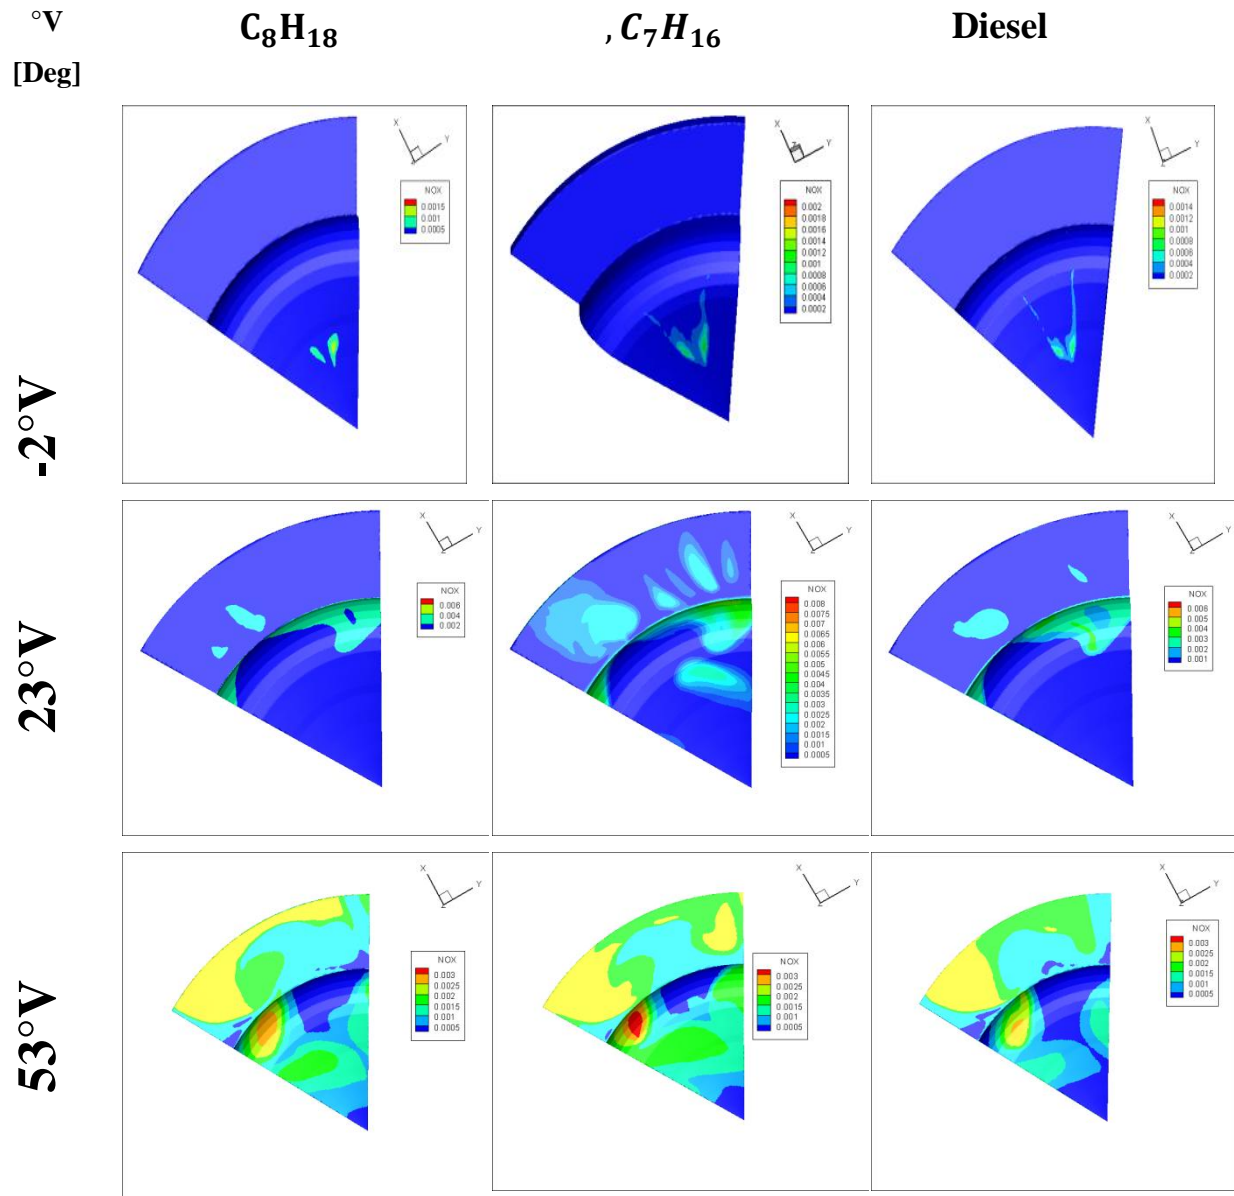 °V C₈H₁₈ , C₇H₁₆ Diesel
[Deg]
-2°V
X
Y
NOX
0.0015
0.001
0.0005
X
Y
Z
NOX
0.002
0.0018
0.0016
0.0014
0.0012
0.001
0.0008
0.0006
0.0004
0.0002
X
Y
Z
NOX
0.0014
0.0012
0.001
0.0008
0.0006
0.0004
0.0002
23°V
X
Y
Z
NOX
0.006
0.004
0.002
X
Y
Z
NOX
0.008
0.0075
0.007
0.0065
0.006
0.0055
0.005
0.0045
0.004
0.0035
0.003
0.0025
0.002
0.0015
0.001
0.0005
X
Y
Z
NOX
0.006
0.005
0.004
0.003
0.002
0.001
53°V
X
Y
Z
NOX
0.003
0.0025
0.002
0.0015
0.001
0.0005
X
Y
Z
NOX
0.003
0.0025
0.002
0.0015
0.001
0.0005
X
Y
Z
NOX
0.003
0.0025
0.002
0.0015
0.001
0.0005